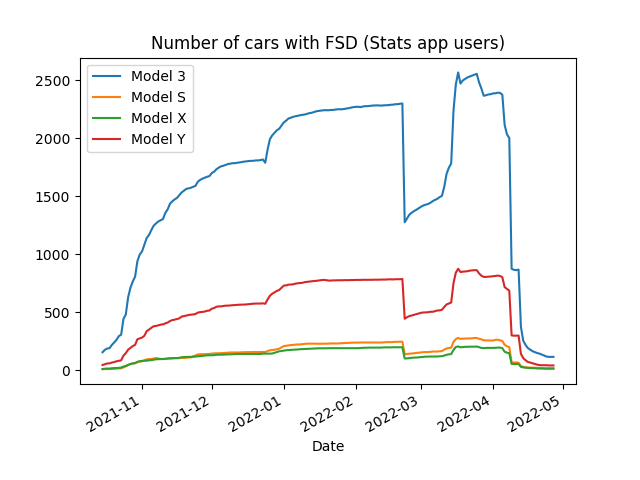 Number of cars with FSD (Stats app users)
Model 3
Model S
Model X
Model Y
2500
2000
1500
1000
500
0
2021-11
2021-12
2022-01
2022-02
2022-03
2022-04
2022-05
Date